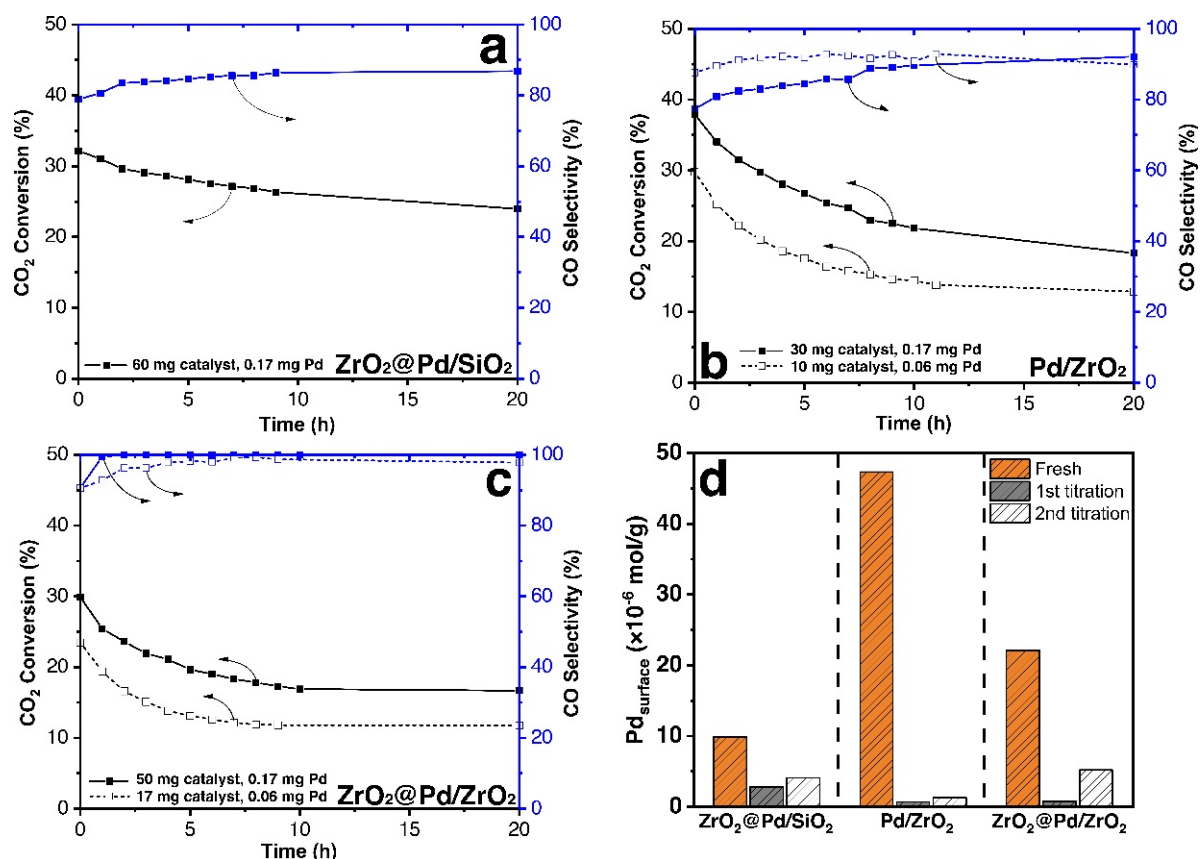 a
CO₂ Conversion (%)
50
40
30
20
10
0
CO Selectivity (%)
100
80
60
40
20
0
60 mg catalyst, 0.17 mg Pd
ZrO₂@Pd/SiO₂
0 5 10 15 20
Time (h)
b
CO₂ Conversion (%)
50
40
30
20
10
0
CO Selectivity (%)
100
80
60
40
20
0
30 mg catalyst, 0.17 mg Pd
10 mg catalyst, 0.06 mg Pd
Pd/ZrO₂
0 5 10 15 20
Time (h)
c
CO₂ Conversion (%)
50
40
30
20
10
0
CO Selectivity (%)
100
80
60
40
20
0
50 mg catalyst, 0.17 mg Pd
17 mg catalyst, 0.06 mg Pd
ZrO₂@Pd/ZrO₂
0 5 10 15 20
Time (h)
d
Pdsurface (×10⁻⁶ mol/g)
50
40
30
20
10
0
Fresh
1st titration
2nd titration
ZrO₂@Pd/SiO₂ Pd/ZrO₂ ZrO₂@Pd/ZrO₂